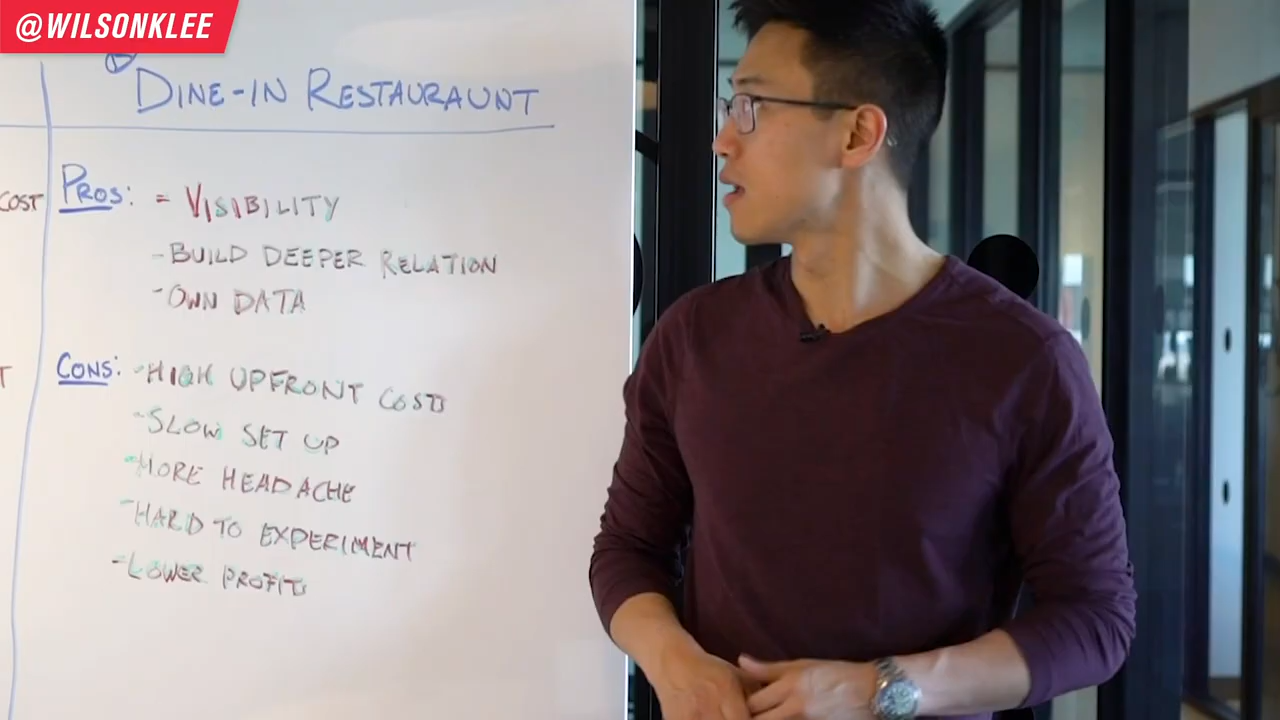 @WILSONKLEE
DINE-IN RESTAURAUNT
COST
PROS: - VISIBILITY
- BUILD DEEPER RELATION
- OWN DATA
T
CONS: - HIGH UPFRONT COSTS
- SLOW SET UP
- MORE HEADACHE
- HARD TO EXPERIMENT
- LOWER PROFITS